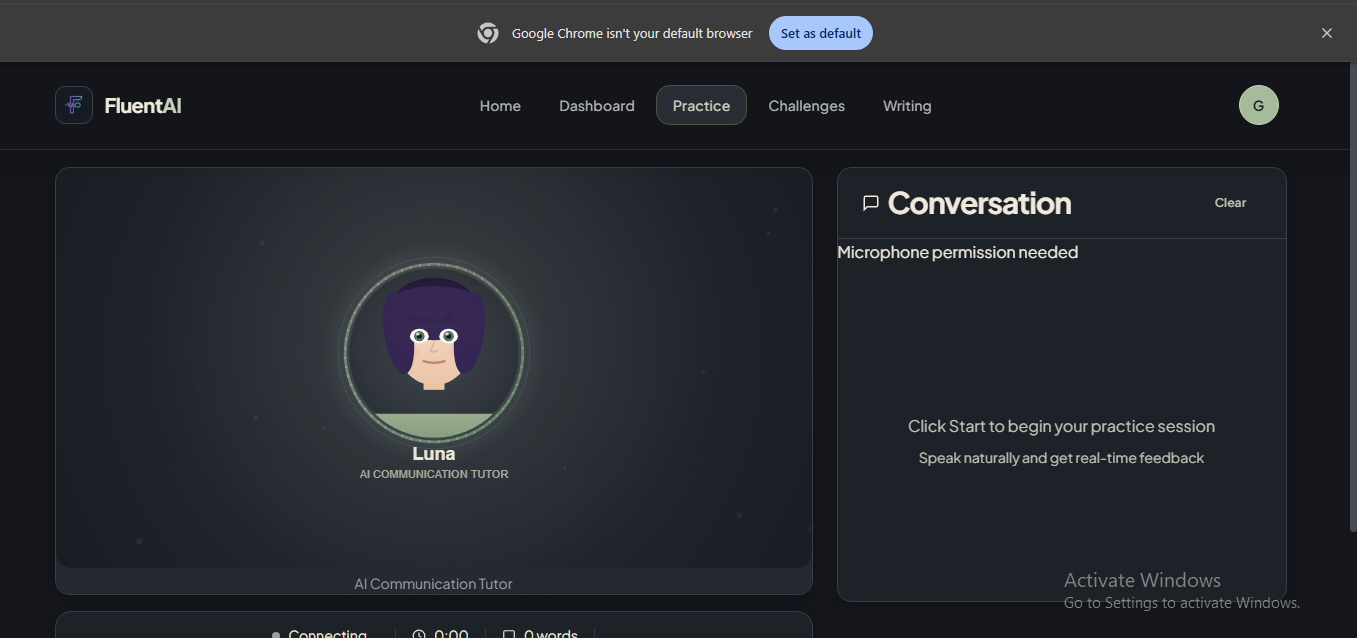 Google Chrome isn't your default browser Set as default
FluentAI Home Dashboard Practice Challenges Writing G
Conversation Clear
Microphone permission needed
Click Start to begin your practice session
Speak naturally and get real-time feedback
Luna
AI COMMUNICATION TUTOR
AI Communication Tutor
Connecting 0:00 0 words
Activate Windows
Go to Settings to activate Windows.